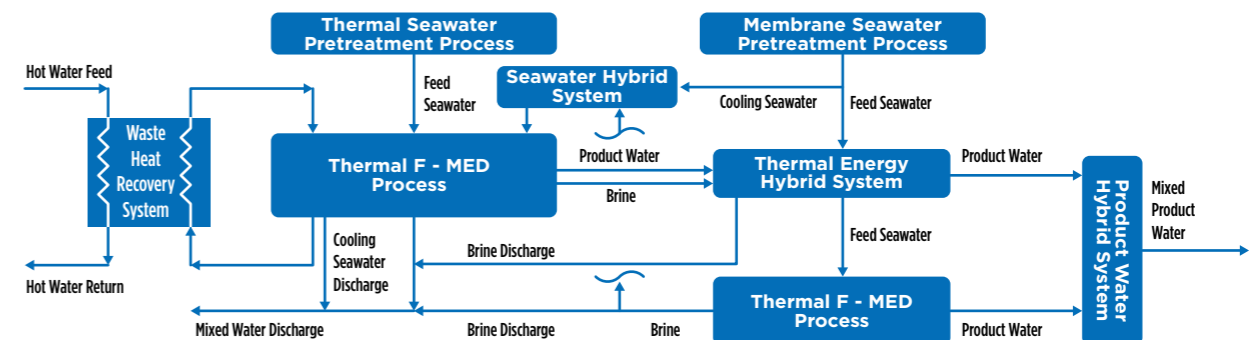 Thermal Seawater
Pretreatment Process
Membrane Seawater
Pretreatment Process
Hot Water Feed
Feed
Seawater
Seawater Hybrid
System
Cooling Seawater
Feed Seawater
Waste
Heat
Recovery
System
Thermal F - MED
Process
Product Water
Brine
Thermal Energy
Hybrid System
Product Water
Product Water
Hybrid System
Mixed
Product
Water
Cooling
Seawater
Discharge
Brine Discharge
Feed Seawater
Hot Water Return
Thermal F - MED
Process
Mixed Water Discharge
Brine Discharge
Brine
Product Water